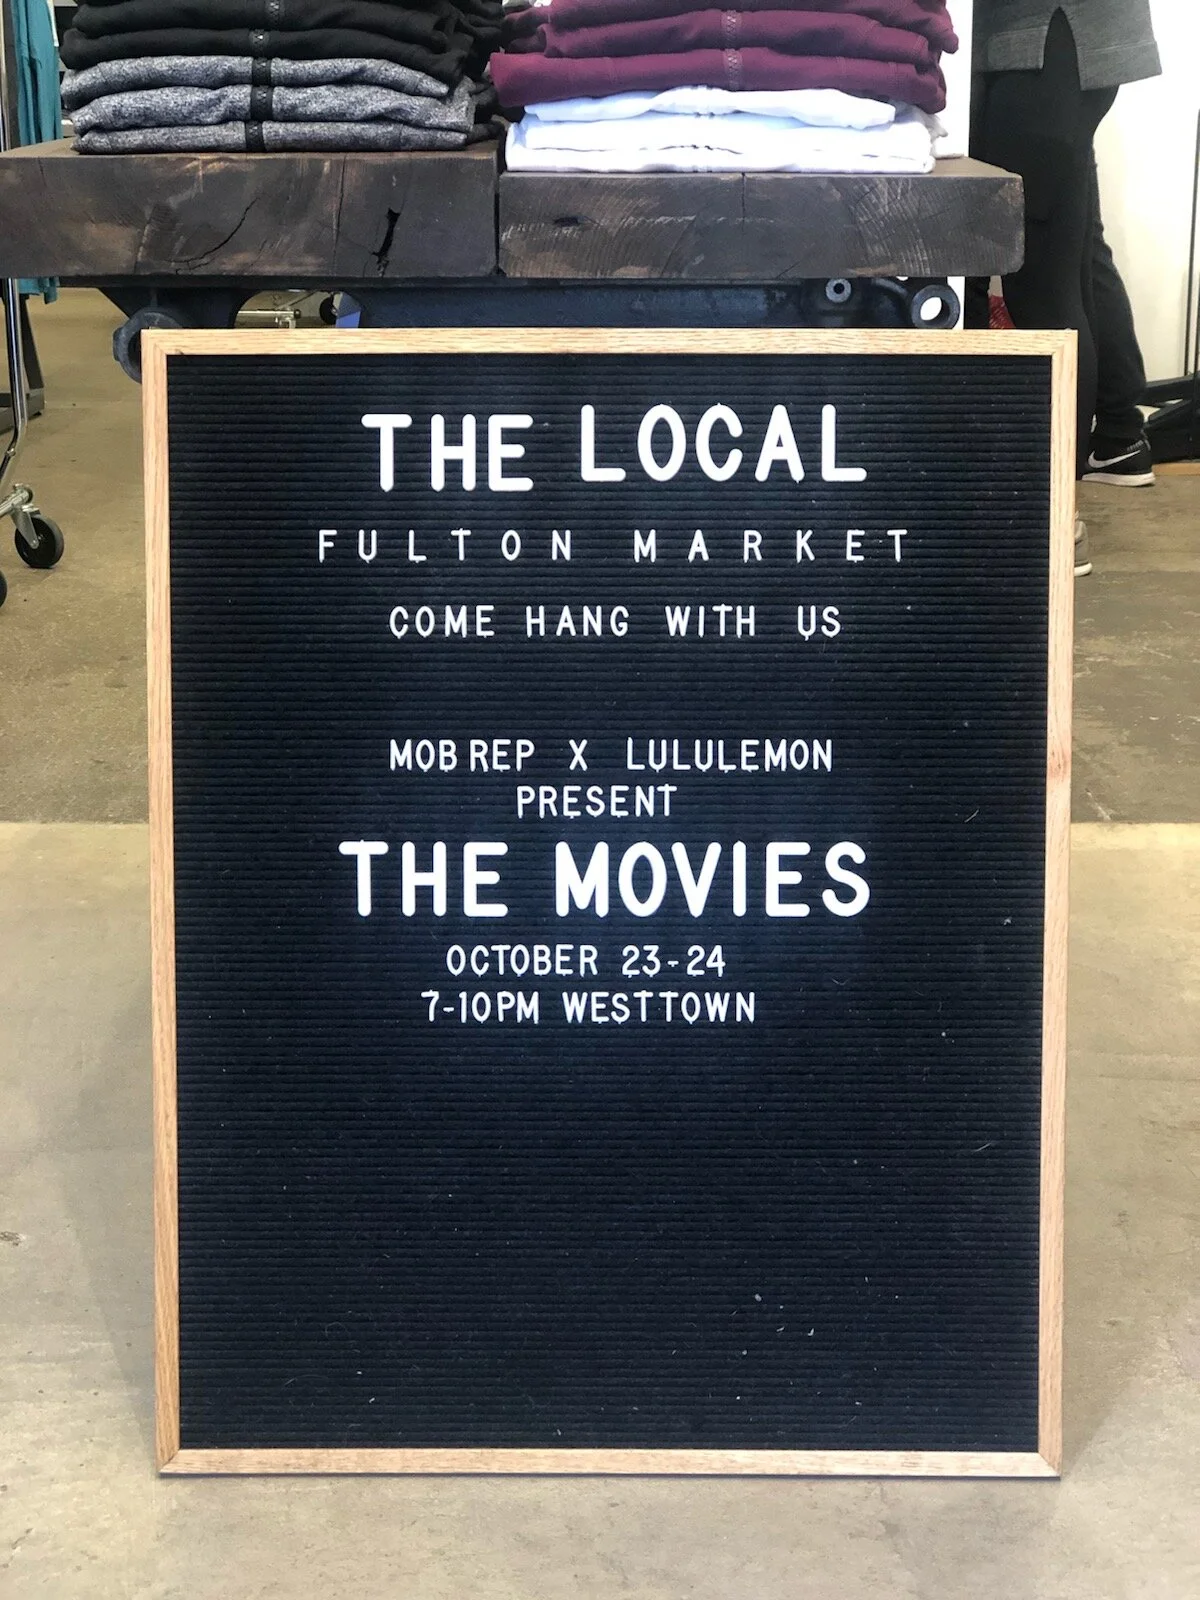 THE LOCAL
FULTON MARKET
COME HANG WITH US
MOB REP X LULULEMON
PRESENT
THE MOVIES
OCTOBER 23-24
7-10PM WESTTOWN